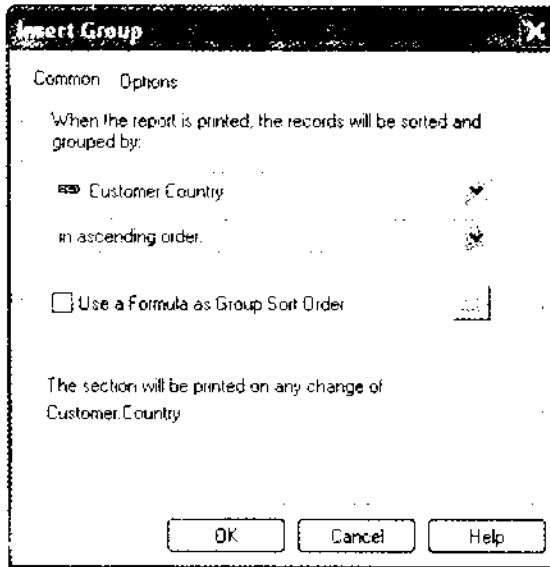 Insert Group
Common Options
When the report is printed, the records will be sorted and
grouped by:
Customer.Country
in ascending order.
Use a Formula as Group Sort Order
The section will be printed on any change of
Customer.Country
OK Cancel Help